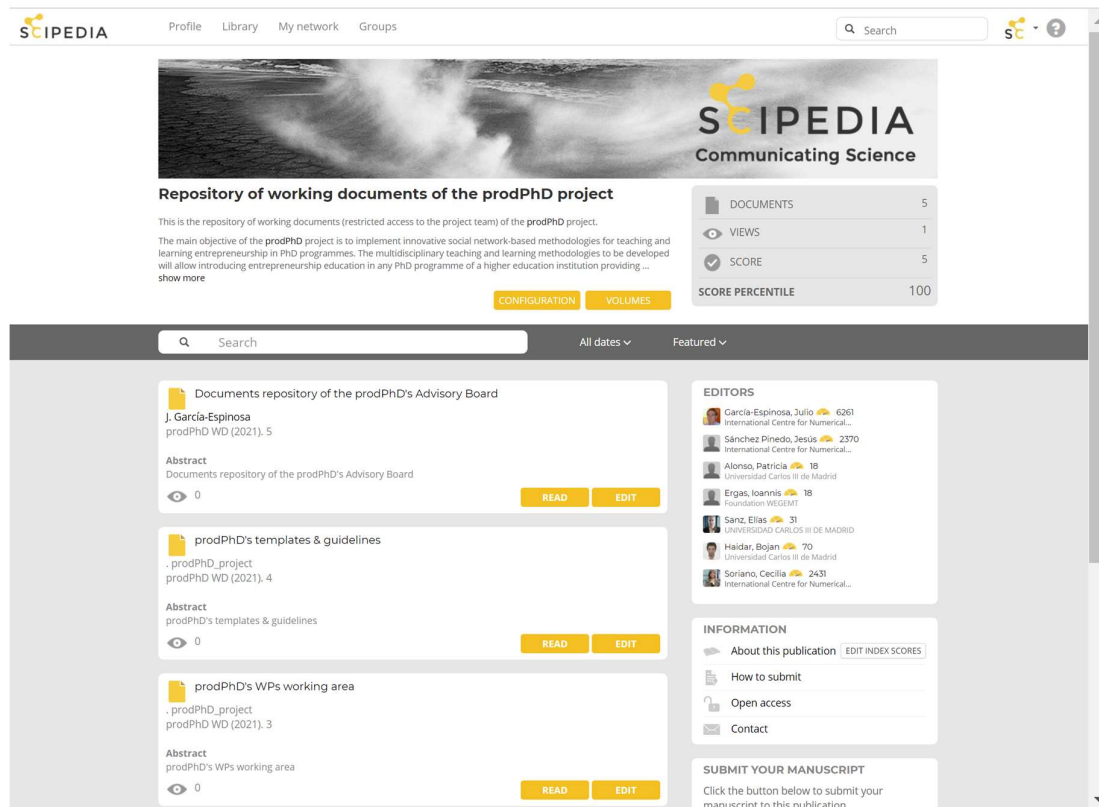 SCIPEDIA
Profile Library My network Groups
Search
SCIPEDIA
Communicating Science
Repository of working documents of the prodPhD project
This is the repository of working documents (restricted access to the project team) of the prodPhD project.
The main objective of the prodPhD project is to implement innovative social network-based methodologies for teaching and
learning entrepreneurship in PhD programmes. The multidisciplinary teaching and learning methodologies to be developed
will allow introducing entrepreneurship education in any PhD programme of a higher education institution providing ...
show more
CONFIGURATION VOLUMES
DOCUMENTS 5
VIEWS 1
SCORE 5
SCORE PERCENTILE 100
Search
All dates Featured
Documents repository of the prodPhD's Advisory Board
J. García-Espinosa
prodPhD WD (2021). 5
Abstract
Documents repository of the prodPhD's Advisory Board
0
READ EDIT
prodPhD's templates & guidelines
. prodPhD_project
prodPhD WD (2021). 4
Abstract
prodPhD's templates & guidelines
0
READ EDIT
prodPhD's WPs working area
. prodPhD_project
prodPhD WD (2021). 3
Abstract
prodPhD's WPs working area
0
READ EDIT
EDITORS
García-Espinosa, Julio 6261
International Centre for Numerical...
Sánchez Pinedo, Jesús 2370
International Centre for Numerical...
Alonso, Patricia 18
Universidad Carlos III de Madrid
Ergas, Ioannis 18
Foundation WEGEMT
Sanz, Elías 31
UNIVERSIDAD CARLOS III DE MADRID
Haidar, Bojan 70
Universidad Carlos III de Madrid
Soriano, Cecilia 2431
International Centre for Numerical...
INFORMATION
About this publication EDIT INDEX SCORES
How to submit
Open access
Contact
SUBMIT YOUR MANUSCRIPT
Click the button below to submit your
manuscript to this publication